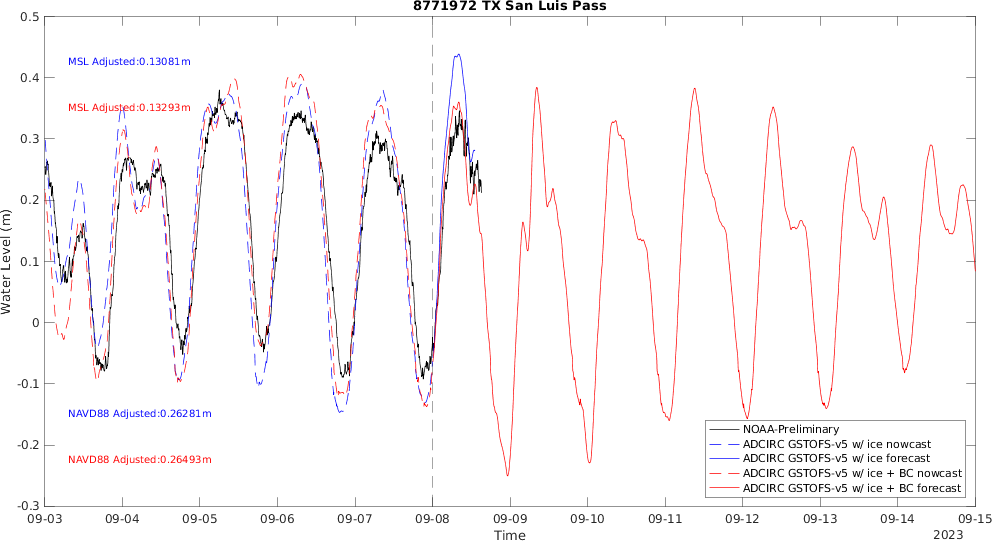 8771972 TX San Luis Pass
0.5
0.4
0.3
0.2
0.1
0
-0.1
-0.2
-0.3
Water Level (m)
MSL Adjusted:0.13081m
MSL Adjusted:0.13293m
NAVD88 Adjusted:0.26281m
NAVD88 Adjusted:0.26493m
NOAA-Preliminary
ADCIRC GSTOFS-v5 w/ ice nowcast
ADCIRC GSTOFS-v5 w/ ice forecast
ADCIRC GSTOFS-v5 w/ ice + BC nowcast
ADCIRC GSTOFS-v5 w/ ice + BC forecast
09-03 09-04 09-05 09-06 09-07 09-08 09-09 09-10 09-11 09-12 09-13 09-14 09-15
Time
2023